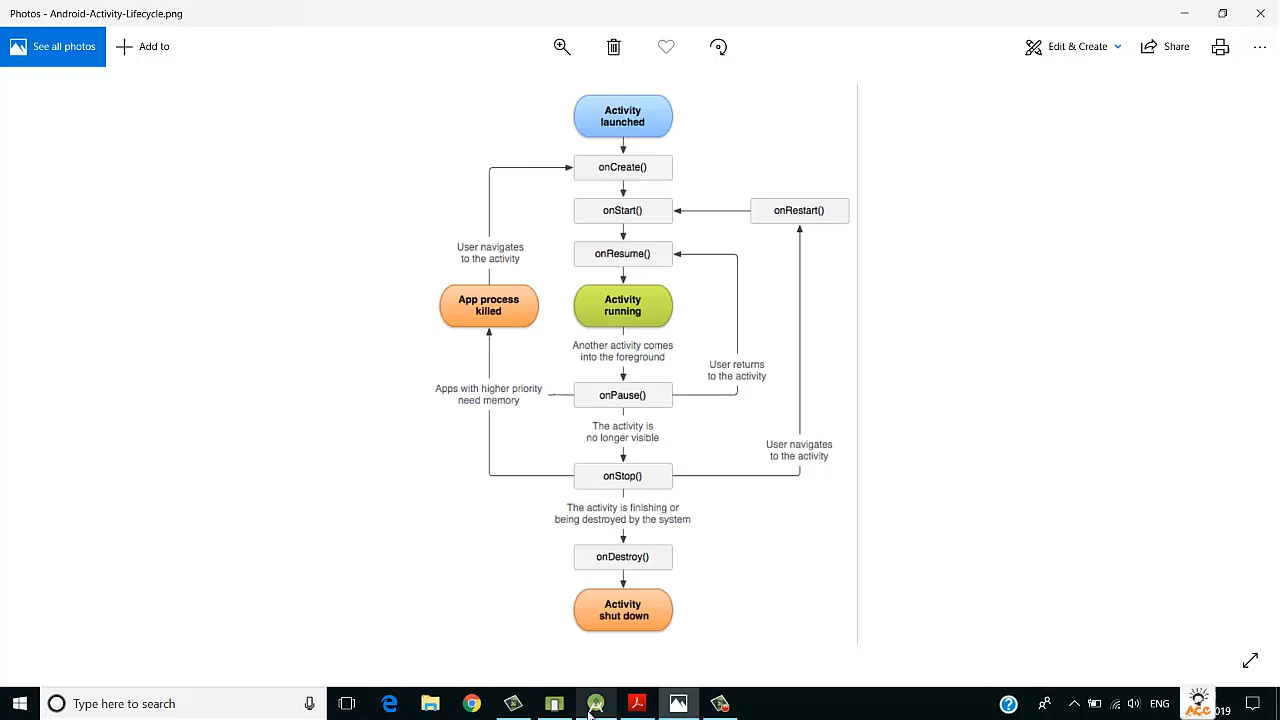 Photos - Android-Activity-Lifecycle.png
See all photos
Add to
Edit & Create
Share
Activity
launched
onCreate()
onStart()
onRestart()
User navigates
to the activity
onResume()
App process
killed
Activity
running
Another activity comes
into the foreground
User returns
to the activity
Apps with higher priority
need memory
onPause()
The activity is
no longer visible
User navigates
to the activity
onStop()
The activity is finishing or
being destroyed by the system
onDestroy()
Activity
shut down
Type here to search
ENG
ACC
019